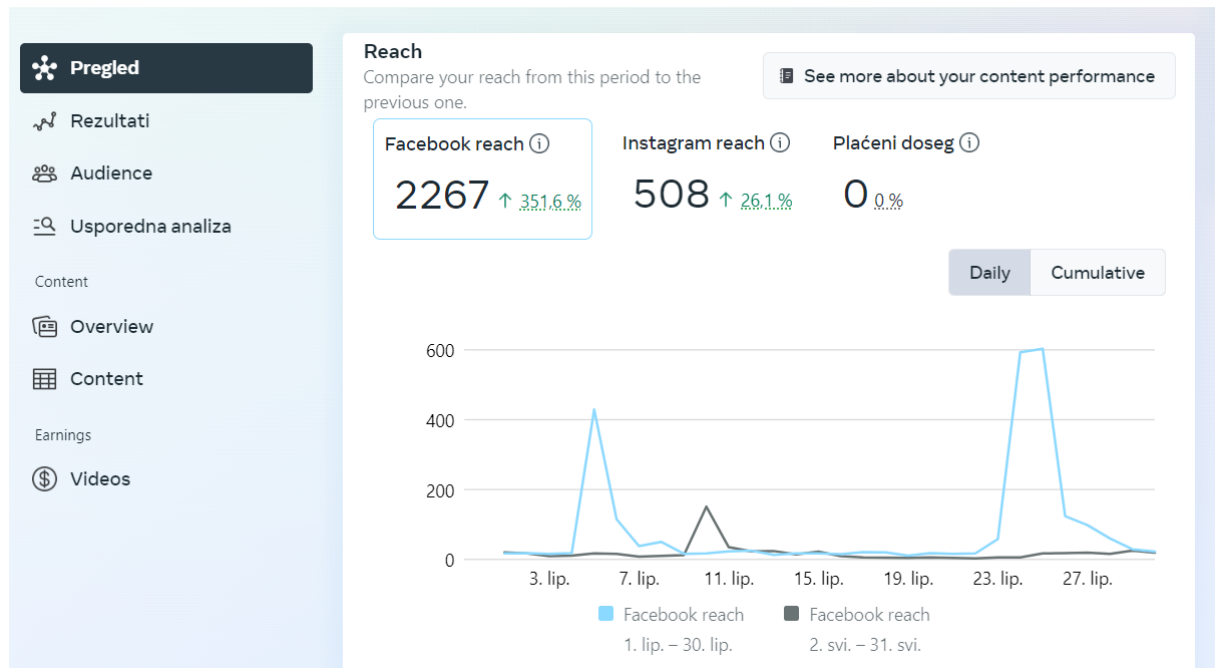 Pregled
Rezultati
Audience
Usporedna analiza
Content
Overview
Content
Earnings
Videos
Reach
Compare your reach from this period to the
previous one.
See more about your content performance
Facebook reach
2267 ↑ 351,6 %
Instagram reach
508 ↑ 26,1 %
Plaćeni doseg
0 0 %
Daily
Cumulative
600
400
200
0
3. lip. 7. lip. 11. lip. 15. lip. 19. lip. 23. lip. 27. lip.
Facebook reach
1. lip. – 30. lip.
Facebook reach
2. svi. – 31. svi.